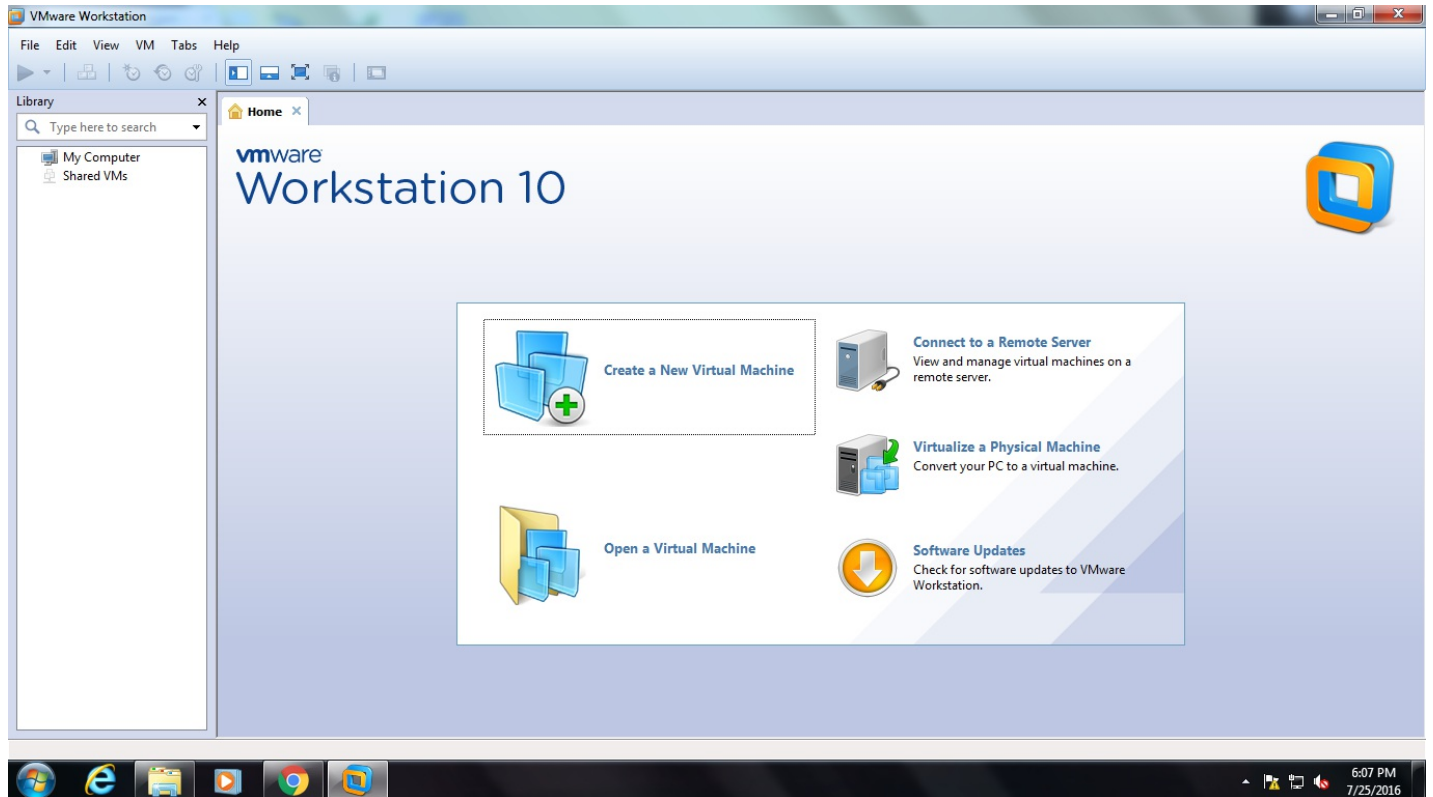 VMware Workstation
File Edit View VM Tabs Help
Library
Type here to search
My Computer
Shared VMs
Home
vmware
Workstation 10
Create a New Virtual Machine
Open a Virtual Machine
Connect to a Remote Server
View and manage virtual machines on a
remote server.
Virtualize a Physical Machine
Convert your PC to a virtual machine.
Software Updates
Check for software updates to VMware
Workstation.
6:07 PM
7/25/2016